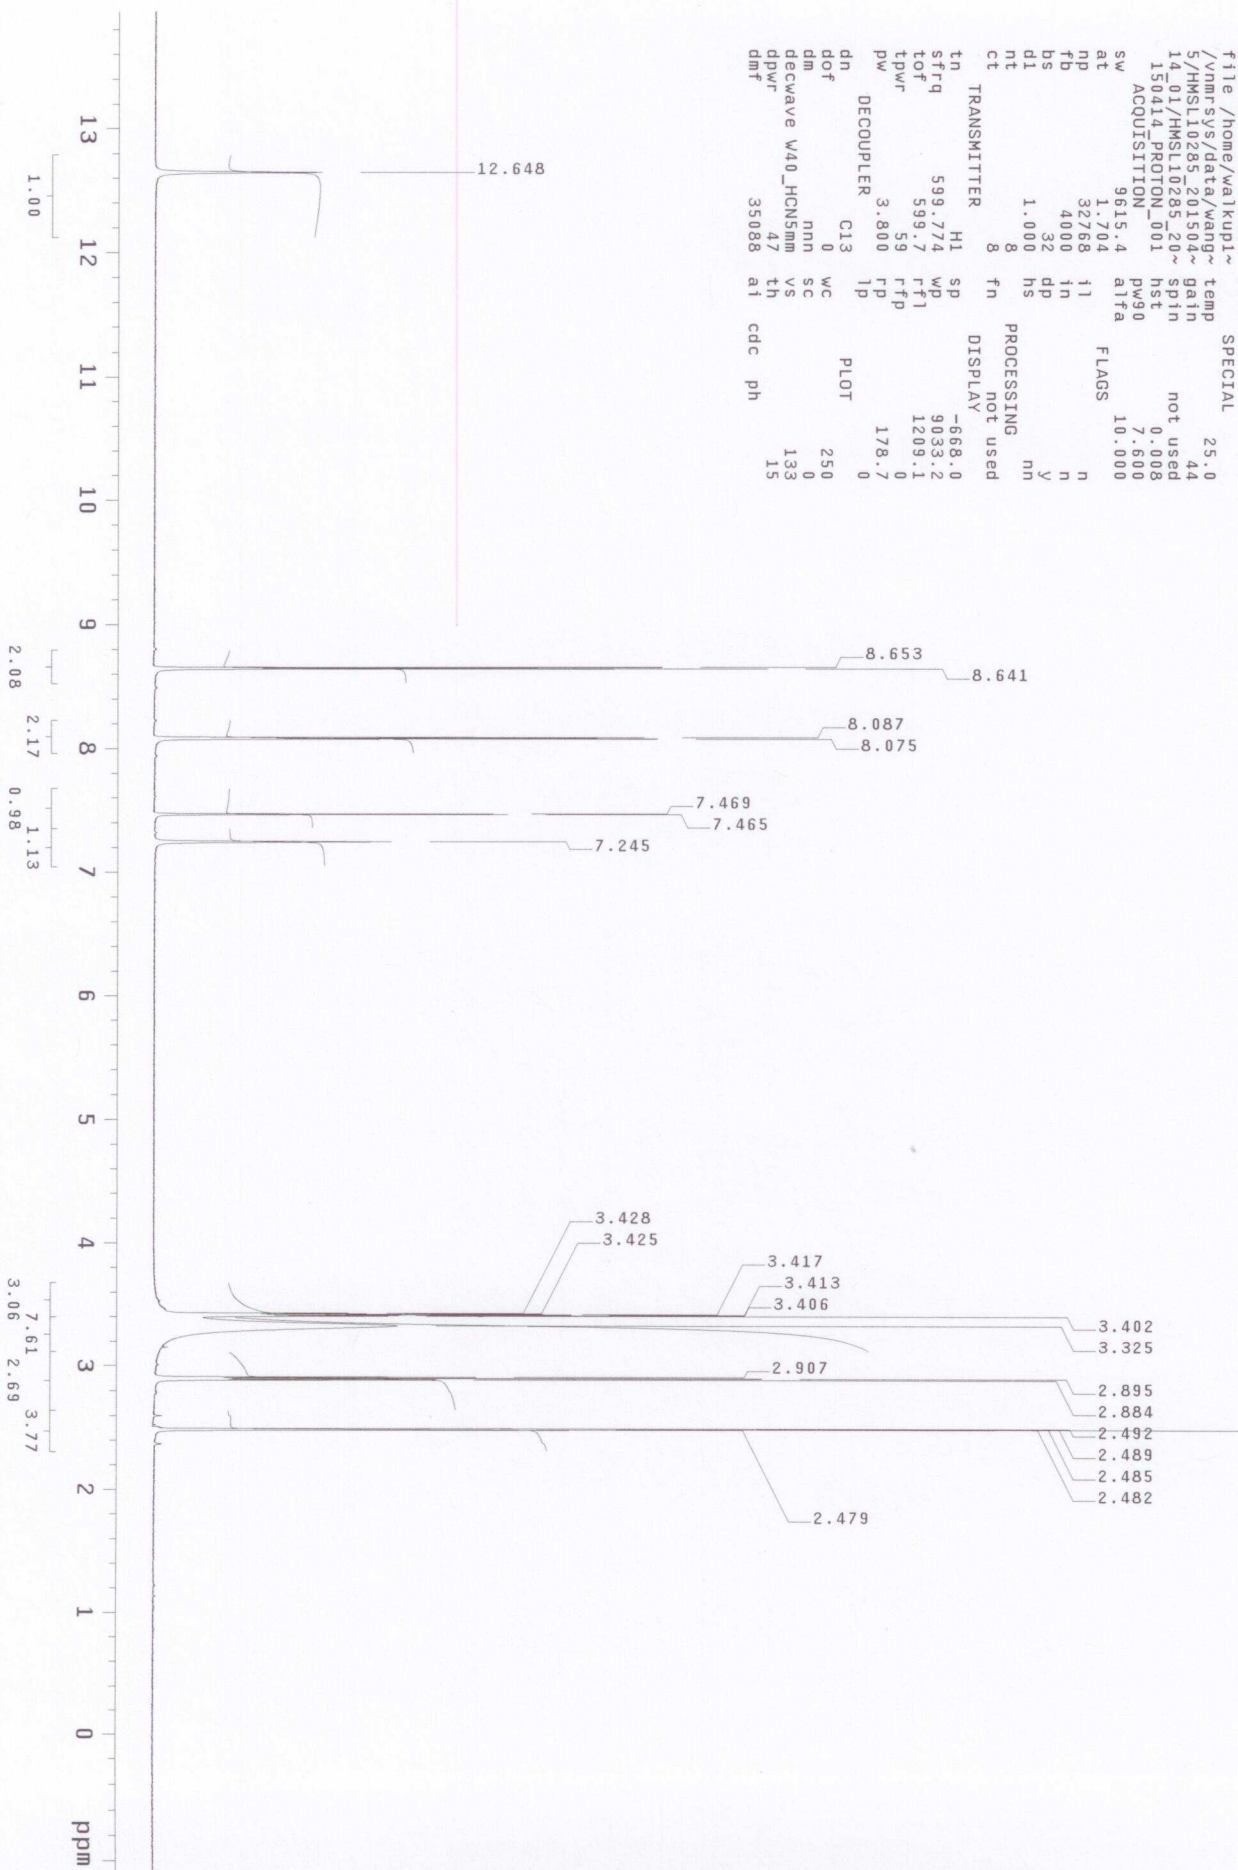 file /home/walkup1~
/vnmrsys/data/wang~
5/HMSL10285_201504~
14_01/HMSL10285_20~
150414_PROTON_001
ACQUISITION
sw 9615.4
at 1.704
np 32768
fb 4000
bs 32
d1 1.000
nt 8
ct 8
TRANSMITTER
tn H1
sfrq 599.774
tof 599.7
tpwr 59
pw 3.800
DECOUPLER
dn C13
dof 0
dm nnn
decwave W40_HCN5mm
dpwr 47
dmf 35088
SPECIAL
temp 25.0
gain 44
spin not used
hst 0.008
pw90 7.600
alfa 10.000
FLAGS
il n
in n
dp y
hs nn
PROCESSING
fn not used
DISPLAY
sp -668.0
wp 9033.2
rfl 1209.1
rfp 0
rp 178.7
lp 0
PLOT
wc 250
sc 0
vs 133
th 15
ai cdc ph
12.648
8.653
8.641
8.087
8.075
7.469
7.465
7.245
3.428
3.425
3.417
3.413
3.406
3.402
3.325
2.907
2.895
2.884
2.492
2.489
2.485
2.482
2.479
13 12 11 10 9 8 7 6 5 4 3 2 1 0 ppm
1.00
2.08
2.17
0.98
1.13
3.06
7.61
2.69
3.77